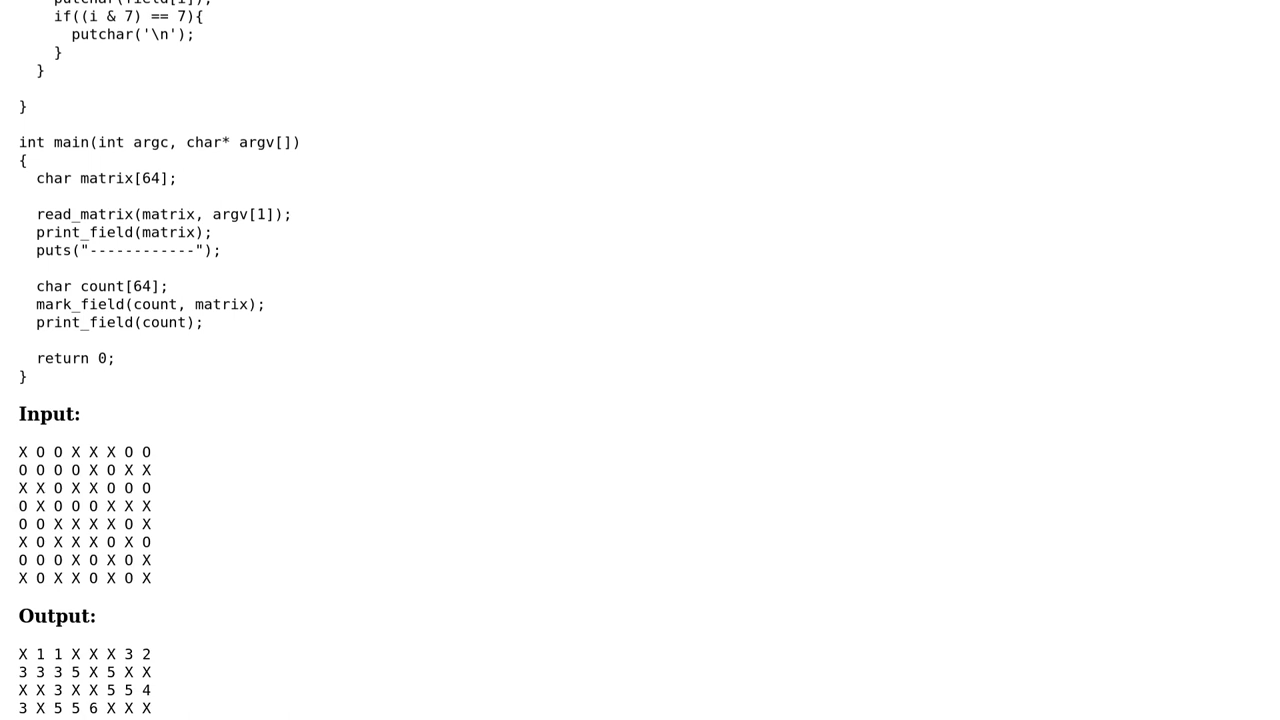 putchar(field[i]);
if((i & 7) == 7){
putchar('\n');
}
}
}
int main(int argc, char* argv[])
{
char matrix[64];
read_matrix(matrix, argv[1]);
print_field(matrix);
puts("------------");
char count[64];
mark_field(count, matrix);
print_field(count);
return 0;
}
Input:
X O O X X X O O
O O O O X O X X
X X O X X O O O
O X O O O X X X
O O X X X X O X
X O X X X O X O
O O O X O X O X
X O X X O X O X
Output:
X 1 1 X X X 3 2
3 3 3 5 X 5 X X
X X 3 X X 5 5 4
3 X 5 5 6 X X X